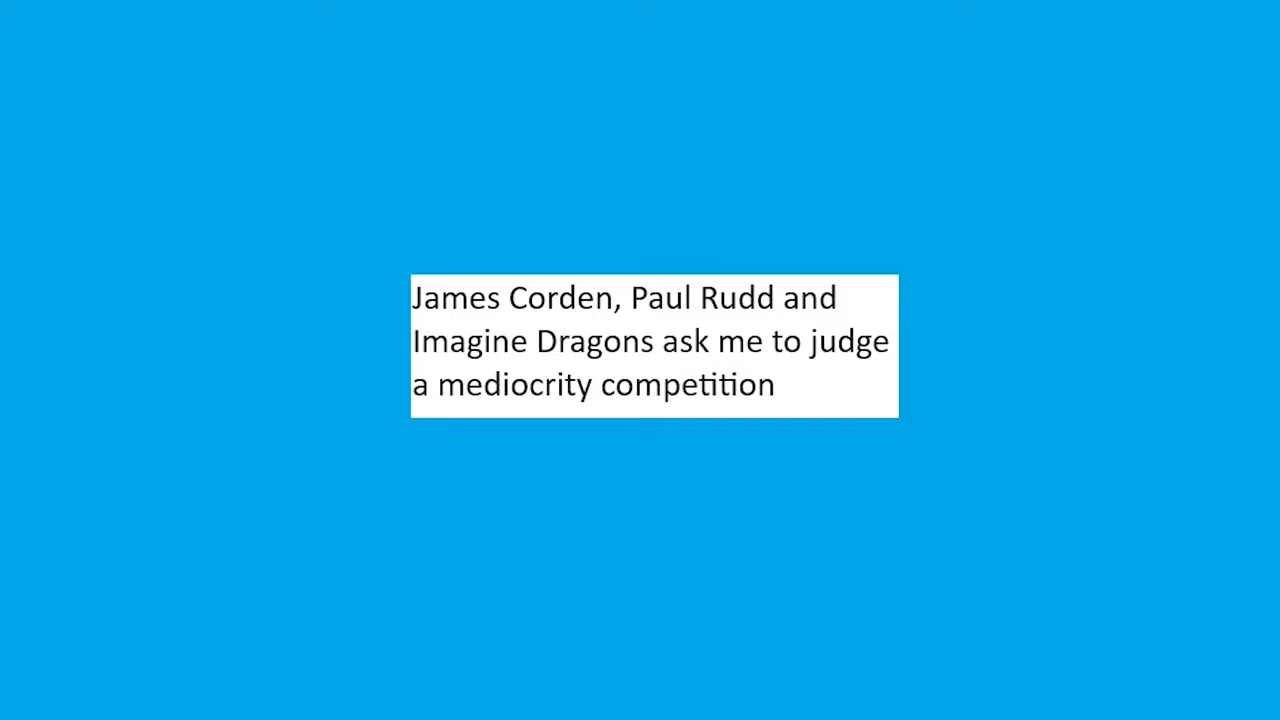 James Corden, Paul Rudd and
Imagine Dragons ask me to judge
a mediocrity competition